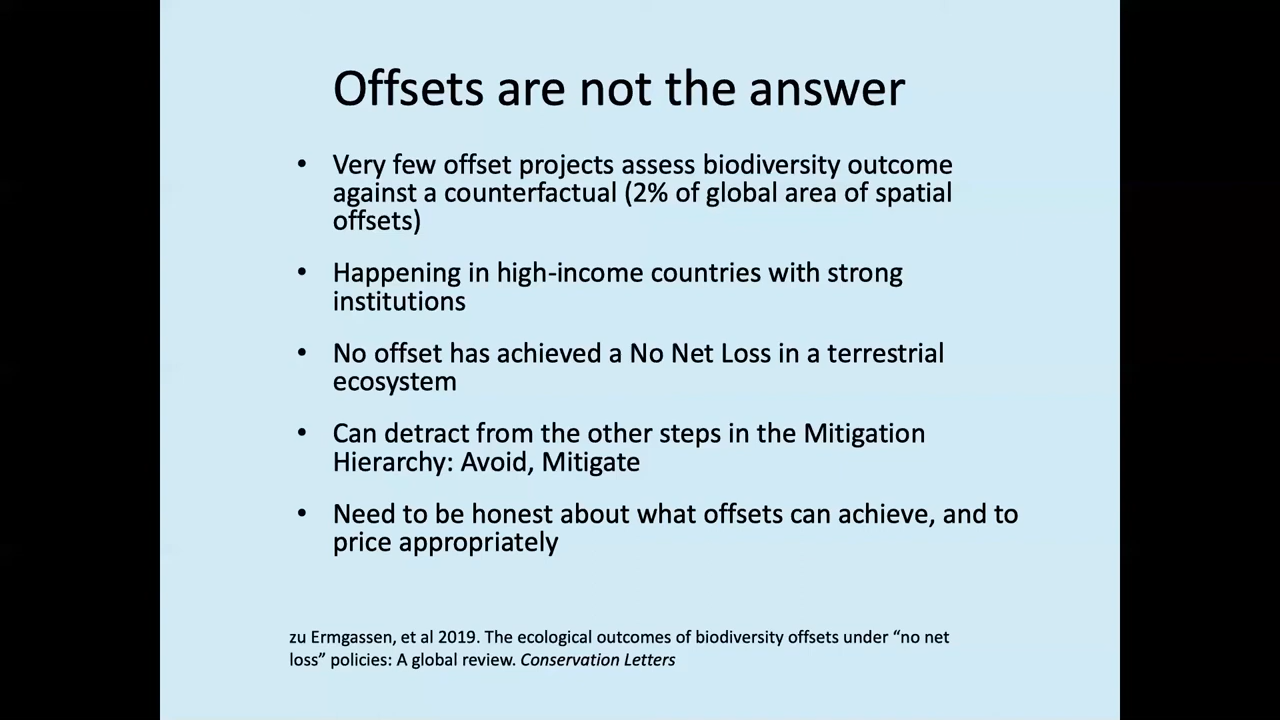 Offsets are not the answer
• Very few offset projects assess biodiversity outcome
against a counterfactual (2% of global area of spatial
offsets)
• Happening in high-income countries with strong
institutions
• No offset has achieved a No Net Loss in a terrestrial
ecosystem
• Can detract from the other steps in the Mitigation
Hierarchy: Avoid, Mitigate
• Need to be honest about what offsets can achieve, and to
price appropriately
zu Ermgassen, et al 2019. The ecological outcomes of biodiversity offsets under “no net
loss” policies: A global review. Conservation Letters